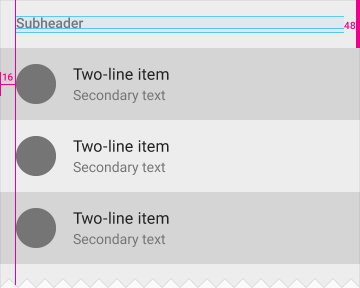 Subheader
48
16
Two-line item
Secondary text
Two-line item
Secondary text
Two-line item
Secondary text